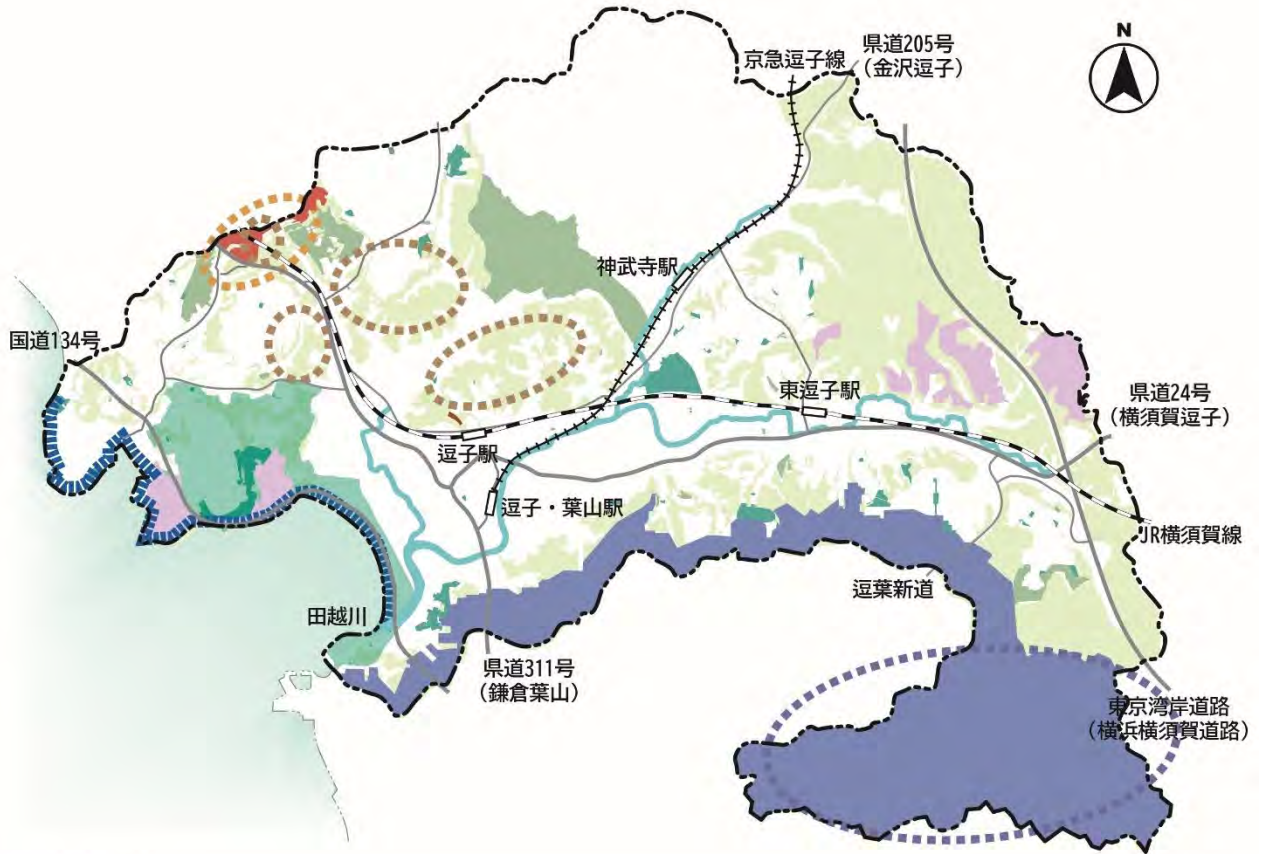 N
京急逗子線
県道205号
（金沢逗子）
神武寺駅
国道134号
東逗子駅
県道24号
（横須賀逗子）
逗子駅
逗子・葉山駅
JR横須賀線
逗葉新道
田越川
県道311号
（鎌倉葉山）
東京湾岸道路
（横浜横須賀道路）